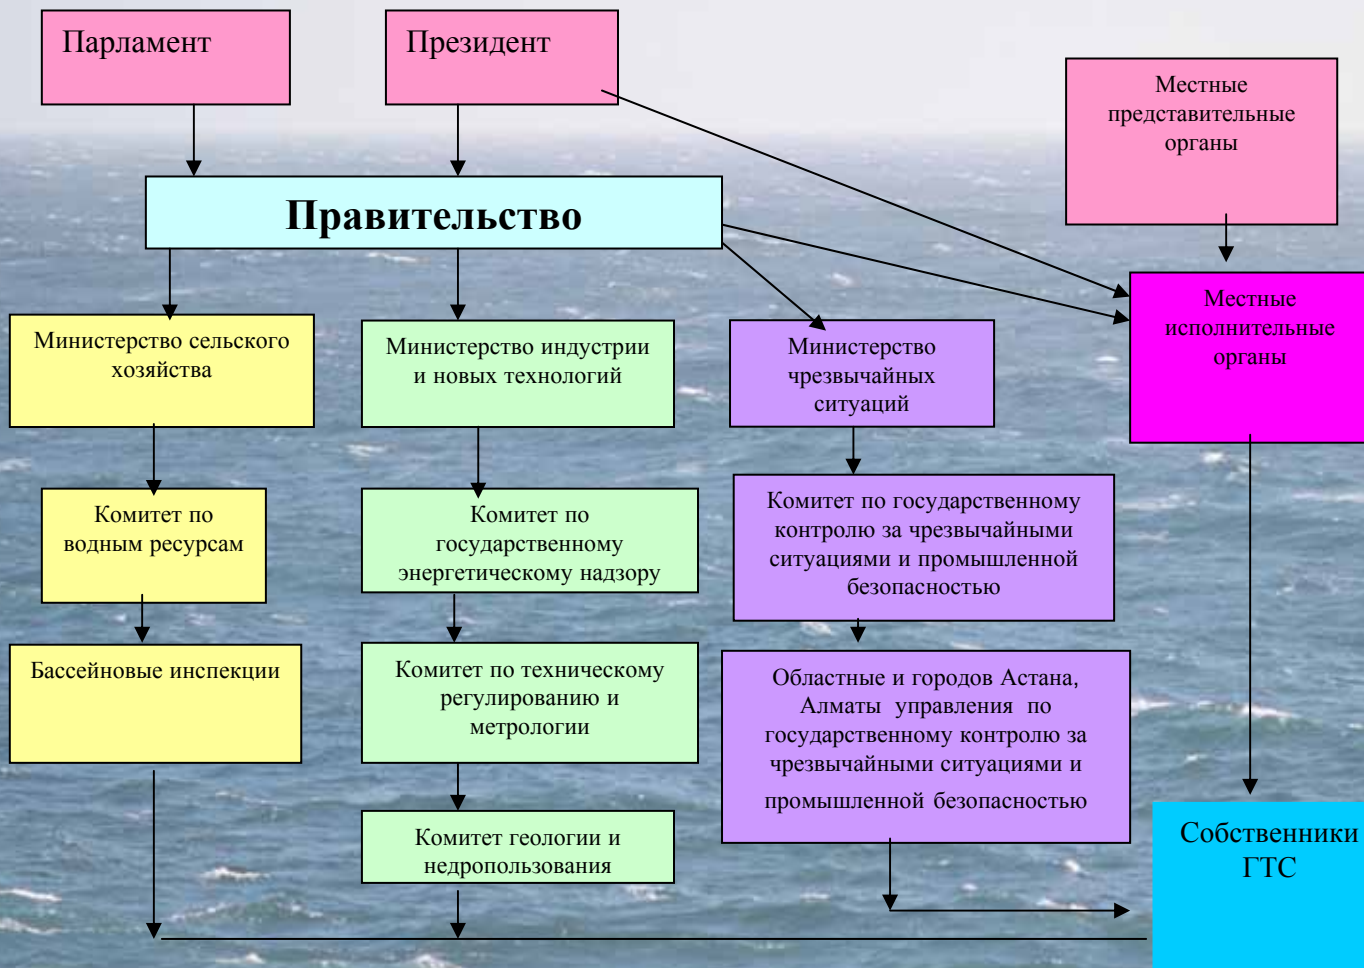 Парламент
Президент
Местные
представительные
органы
Правительство
Местные
исполнительные
органы
Министерство сельского
хозяйства
Министерство индустрии
и новых технологий
Министерство
чрезвычайных
ситуаций
Комитет по
водным ресурсам
Комитет по
государственному
энергетическому надзору
Комитет по государственному
контролю за чрезвычайными
ситуациями и промышленной
безопасностью
Бассейновые инспекции
Комитет по техническому
регулированию и
метрологии
Областные и городов Астана,
Алматы управления по
государственному контролю за
чрезвычайными ситуациями и
промышленной безопасностью
Комитет геологии и
недропользования
Собственники
ГТС